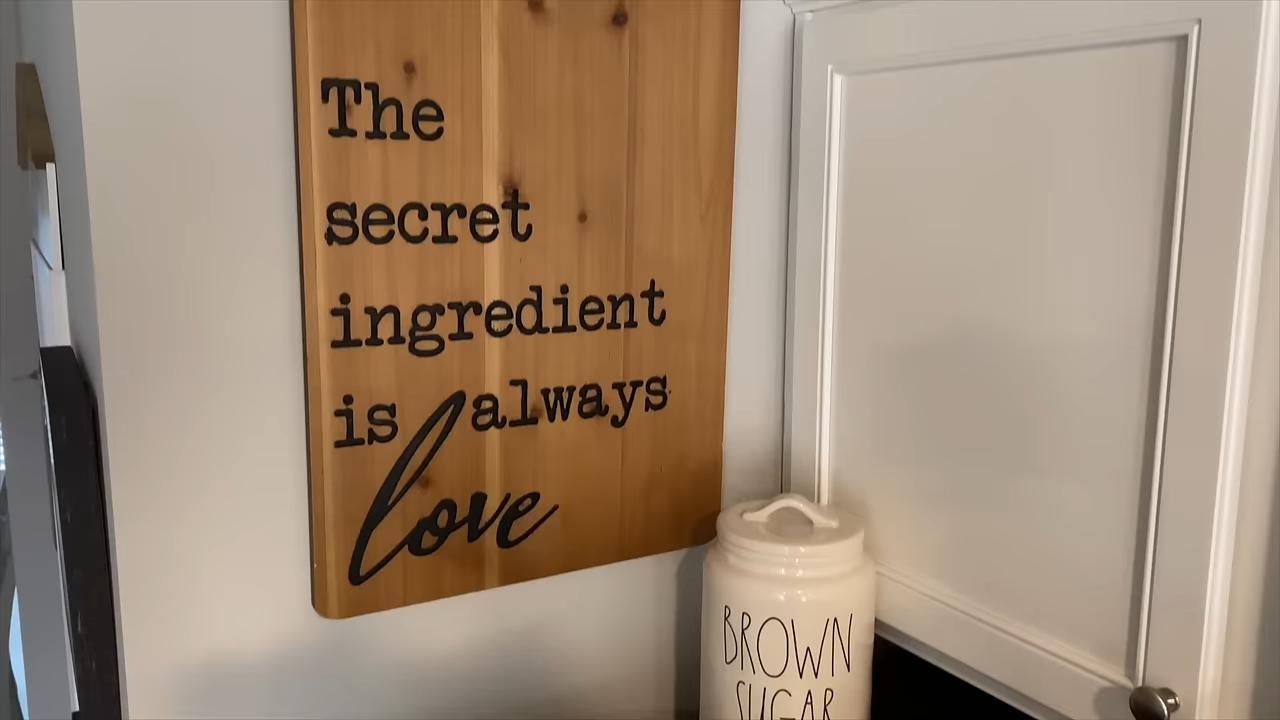 The
secret
ingredient
is always
love
BROWN
SUGAR